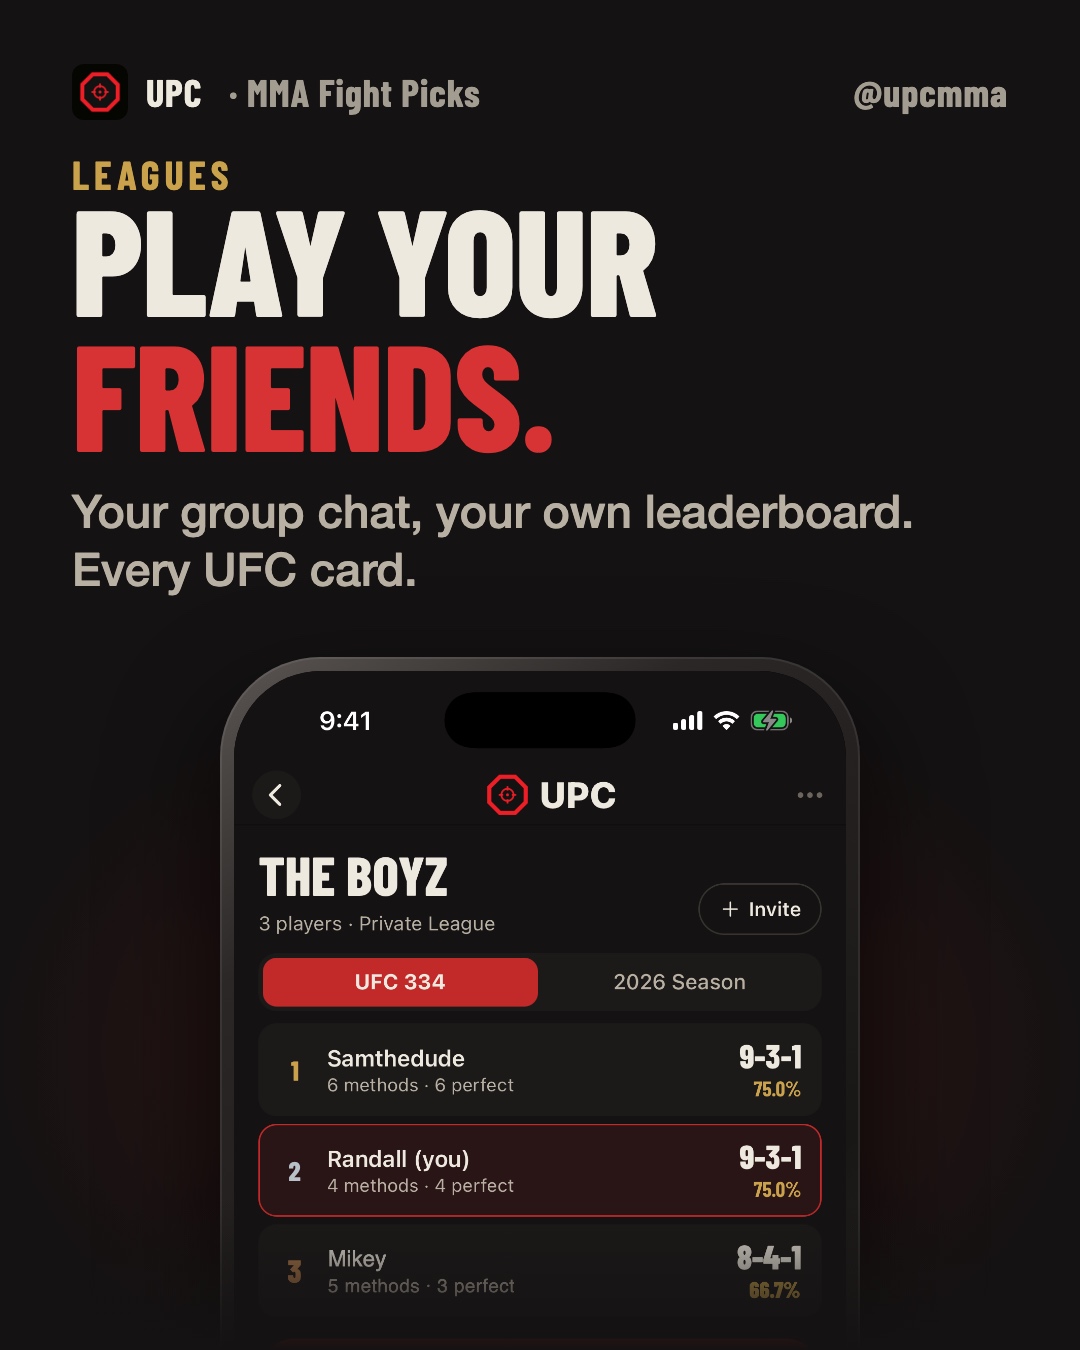 UPC · MMA Fight Picks
@upcmma
LEAGUES
PLAY YOUR
FRIENDS.
Your group chat, your own leaderboard.
Every UFC card.
9:41
UPC
THE BOYZ
3 players · Private League
+ Invite
UFC 334
2026 Season
1
Samthedude
6 methods · 6 perfect
9-3-1
75.0%
2
Randall (you)
4 methods · 4 perfect
9-3-1
75.0%
3
Mikey
5 methods · 3 perfect
8-4-1
66.7%